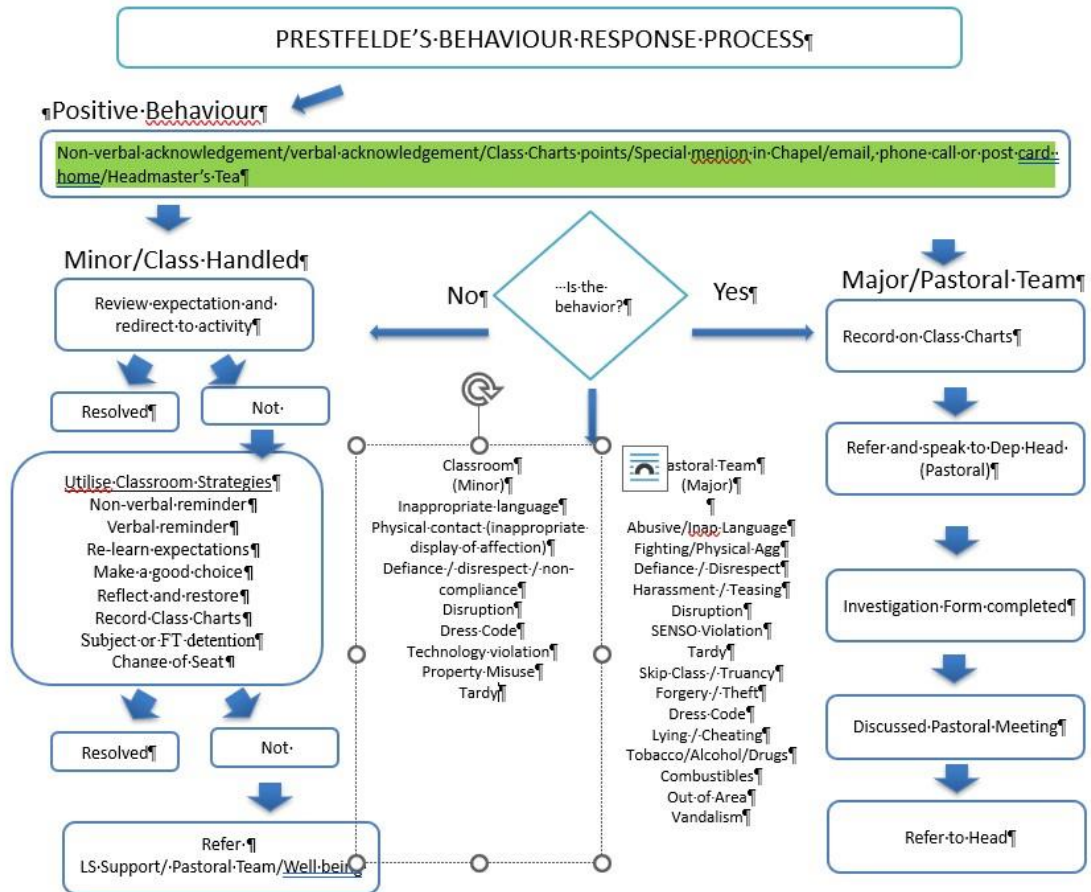 PRESTFELDE'S·BEHAVIOUR·RESPONSE·PROCESS¶
¶Positive·Behaviour¶
Non-verbal·acknowledgement/verbal·acknowledgement/Class·Charts·points/Special·menion·in·Chapel/email,·phone·call·or·post·card··
home/Headmaster's·Tea¶
Minor/Class·Handled¶
Review·expectation·and·
redirect·to·activity¶
Resolved¶
Not·
Utilise·Classroom·Strategies¶
Non-verbal·reminder¶
Verbal·reminder¶
Re-learn·expectations¶
Make·a·good·choice¶
Reflect·and·restore¶
Record·Class·Charts¶
Subject·or·FT·detention¶
Change·of·Seat¶
Resolved¶
Not·
Refer·¶
LS·Support/·Pastoral·Team/Well·being
No¶
···Is·the·
behavior?¶
Yes¶
Classroom¶
(Minor)¶
Inappropriate·language¶
Physical·contact·(inappropriate·
display·of·affection)¶
Defiance·/·disrespect·/·non-
compliance¶
Disruption¶
Dress·Code¶
Technology·violation¶
Property·Misuse¶
Tardy¶
astoral·Team¶
(Major)¶
¶
Abusive/Inap·Language¶
Fighting/Physical·Agg¶
Defiance·/·Disrespect¶
Harassment·/·Teasing¶
Disruption¶
SENSO·Violation¶
Tardy¶
Skip·Class·/·Truancy¶
Forgery·/·Theft¶
Dress·Code¶
Lying·/·Cheating¶
Tobacco/Alcohol/Drugs¶
Combustibles¶
Out·of·Area¶
Vandalism¶
Major/Pastoral·Team¶
Record·on·Class·Charts¶
Refer·and·speak·to·Dep·Head·
(Pastoral)¶
Investigation·Form·completed¶
Discussed·Pastoral·Meeting¶
Refer·to·Head¶